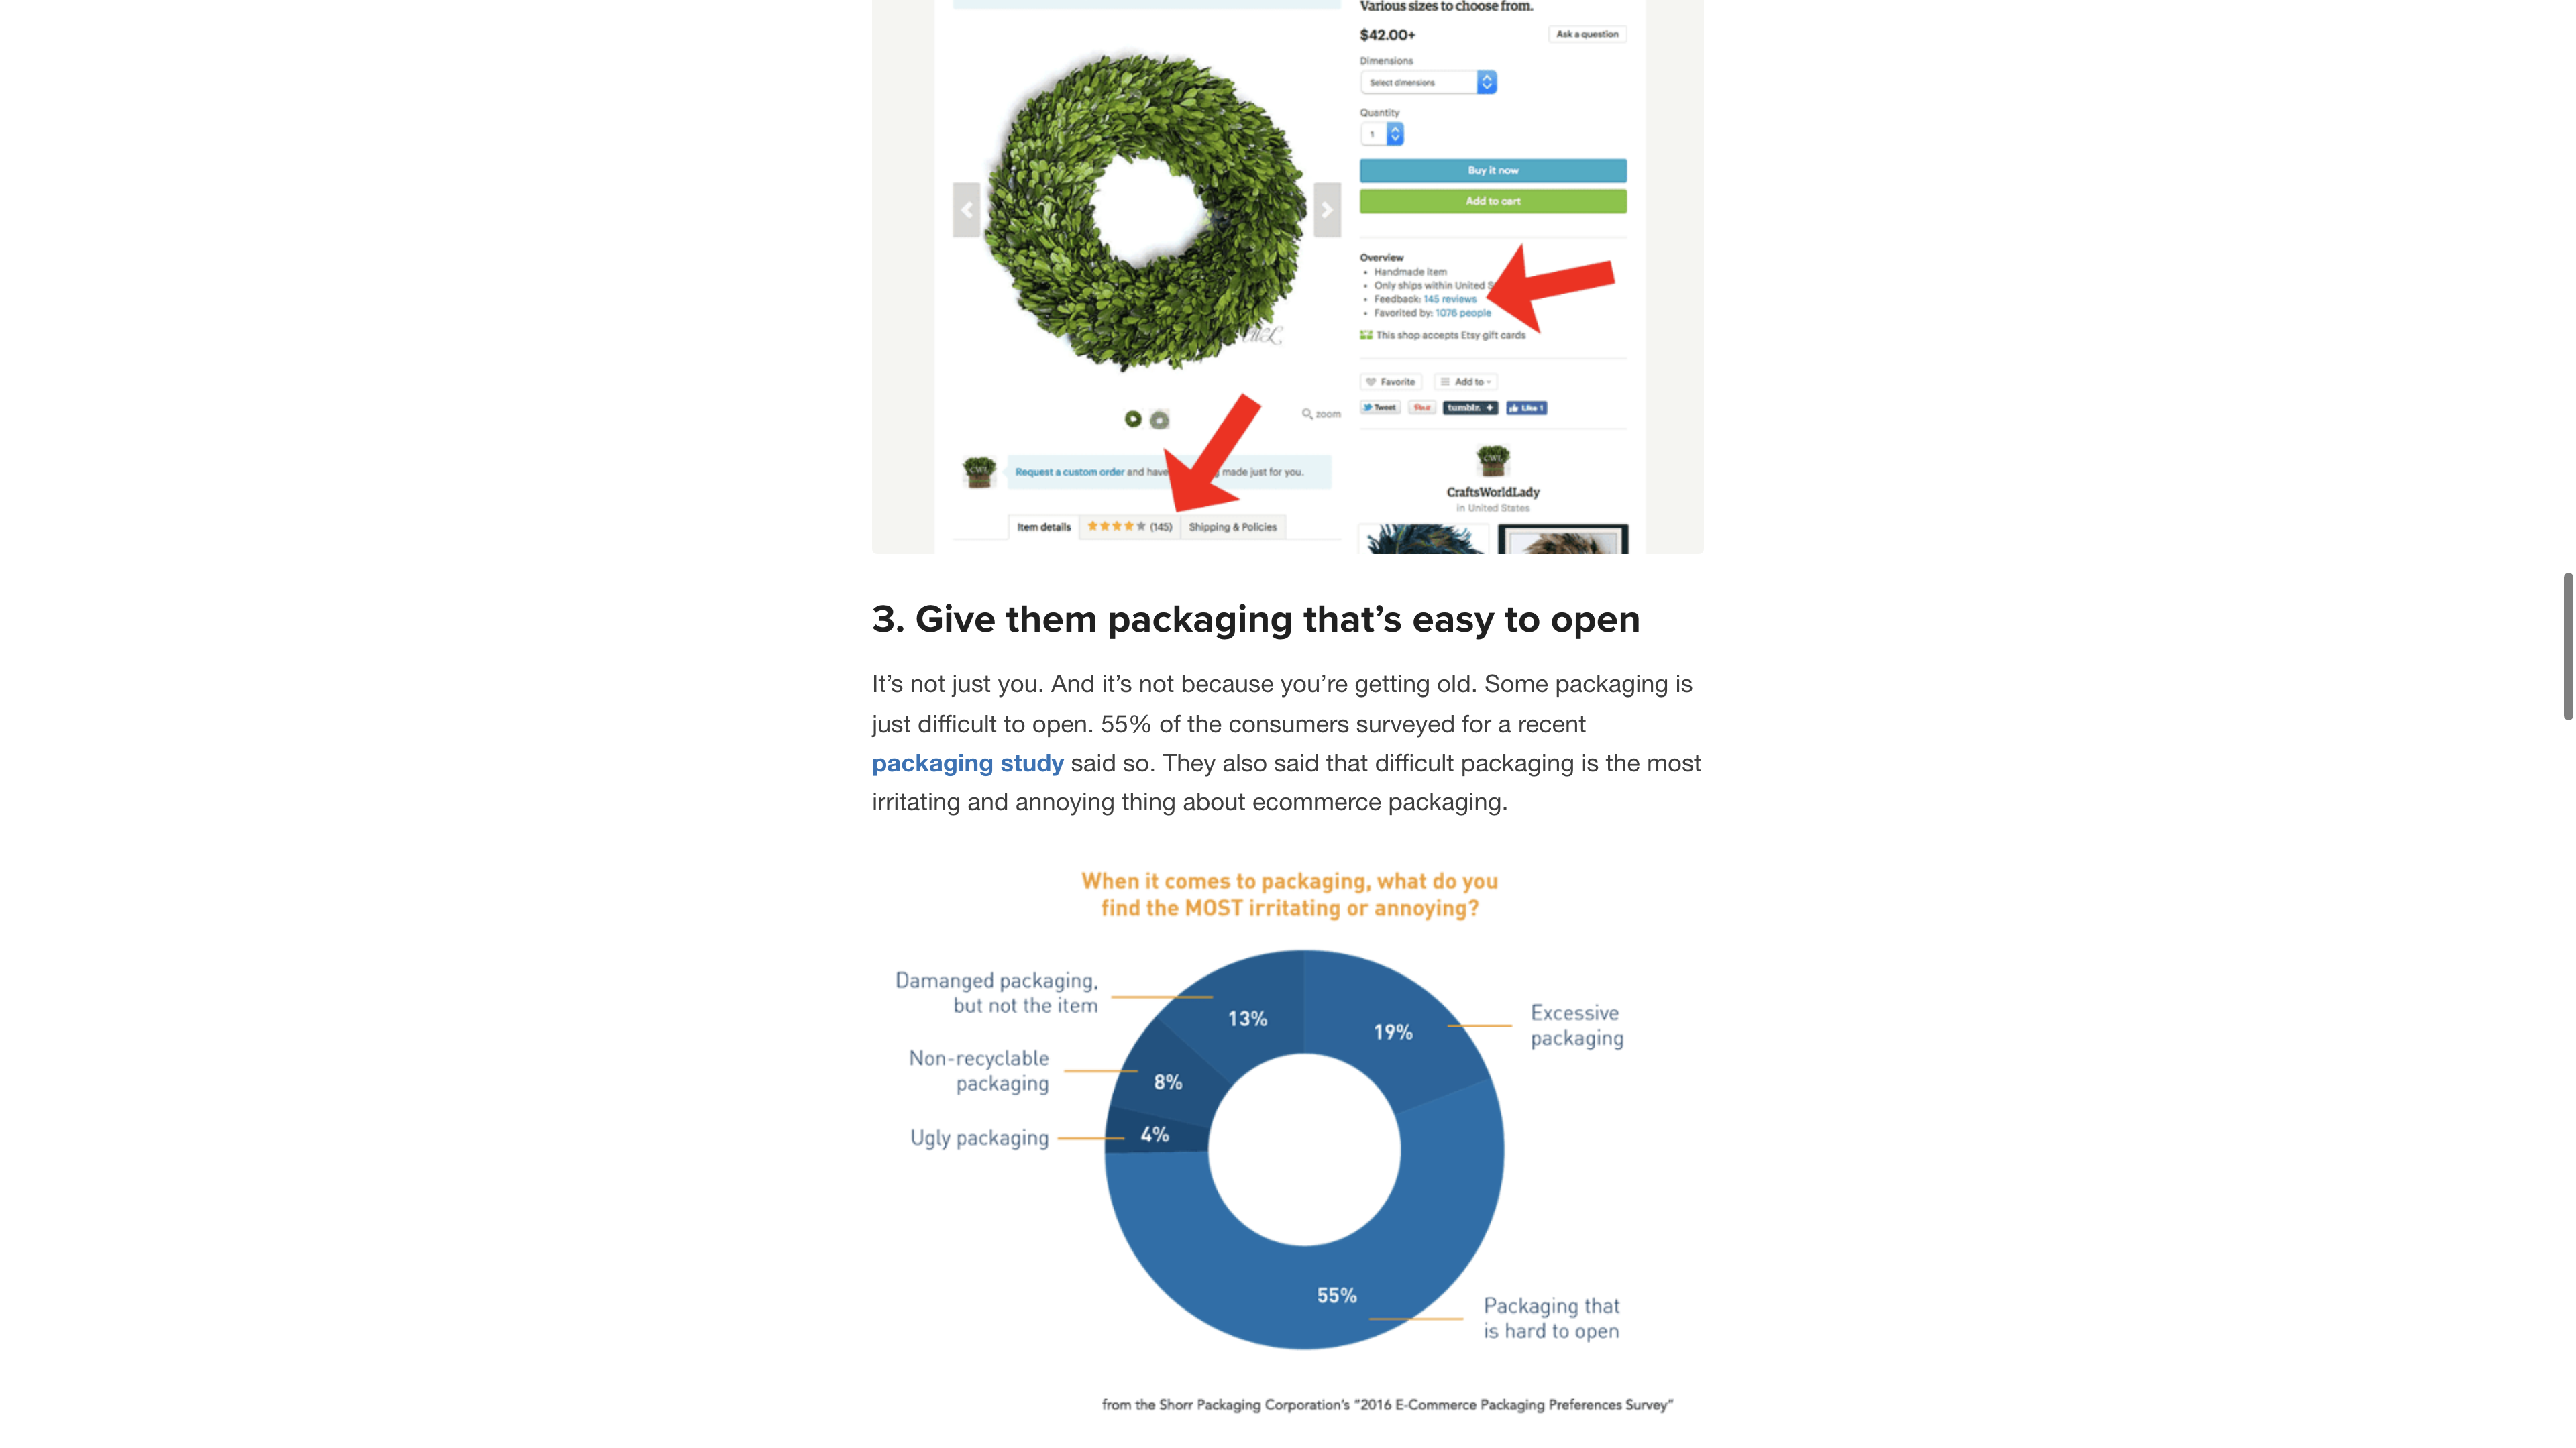 Various sizes to choose from.
$42.00+
Ask a question
Dimensions
Select dimensions
Quantity
1
Buy it now
Add to cart
Overview
• Handmade item
• Only ships within United S
• Feedback: 145 reviews
• Favorited by: 1076 people
This shop accepts Etsy gift cards
Favorite
Add to
Tweet
Pin it
tumblr. +
Like 1
zoom
CWL
Request a custom order and have made just for you.
CraftsWorldLady
in United States
Item details
(145)
Shipping & Policies
3. Give them packaging that’s easy to open
It’s not just you. And it’s not because you’re getting old. Some packaging is
just difficult to open. 55% of the consumers surveyed for a recent
packaging study said so. They also said that difficult packaging is the most
irritating and annoying thing about ecommerce packaging.
When it comes to packaging, what do you
find the MOST irritating or annoying?
Damanged packaging,
but not the item
13%
19%
Excessive
packaging
Non-recyclable
packaging
8%
Ugly packaging
4%
55%
Packaging that
is hard to open
from the Shorr Packaging Corporation's "2016 E-Commerce Packaging Preferences Survey"